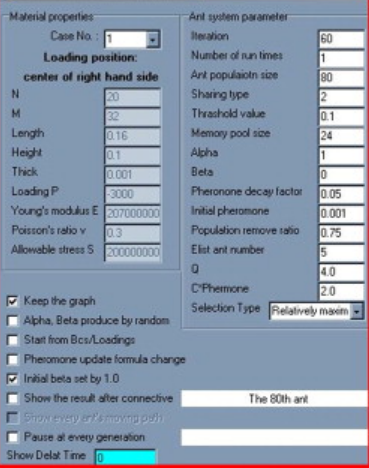 Material properties
Case No. : 1
Loading position:
center of right hand side
N 20
M 32
Length 0.16
Height 0.1
Thick 0.001
Loading P -3000
Young's modulus E 207000000
Poisson's ratio v 0.3
Allowable stress S 200000000
Ant system parameter
Iteration 60
Number of run times 1
Ant populaiotn size 80
Sharing type 2
Thrashold value 0.1
Memory pool size 24
Alpha 1
Beta 0
Pheronone decay factor 0.05
Initial pheromone 0.001
Population remove ratio 0.75
Elist ant number 5
Q 4.0
C*Phermone 2.0
Selection Type Relatively maxim
Keep the graph
Alpha, Beta produce by random
Start from Bcs/Loadings
Pheromone update formula change
Initial beta set by 1.0
Show the result after connective The 80th ant
Show every ant's moving path
Pause at every generation
Show Delat Time 0